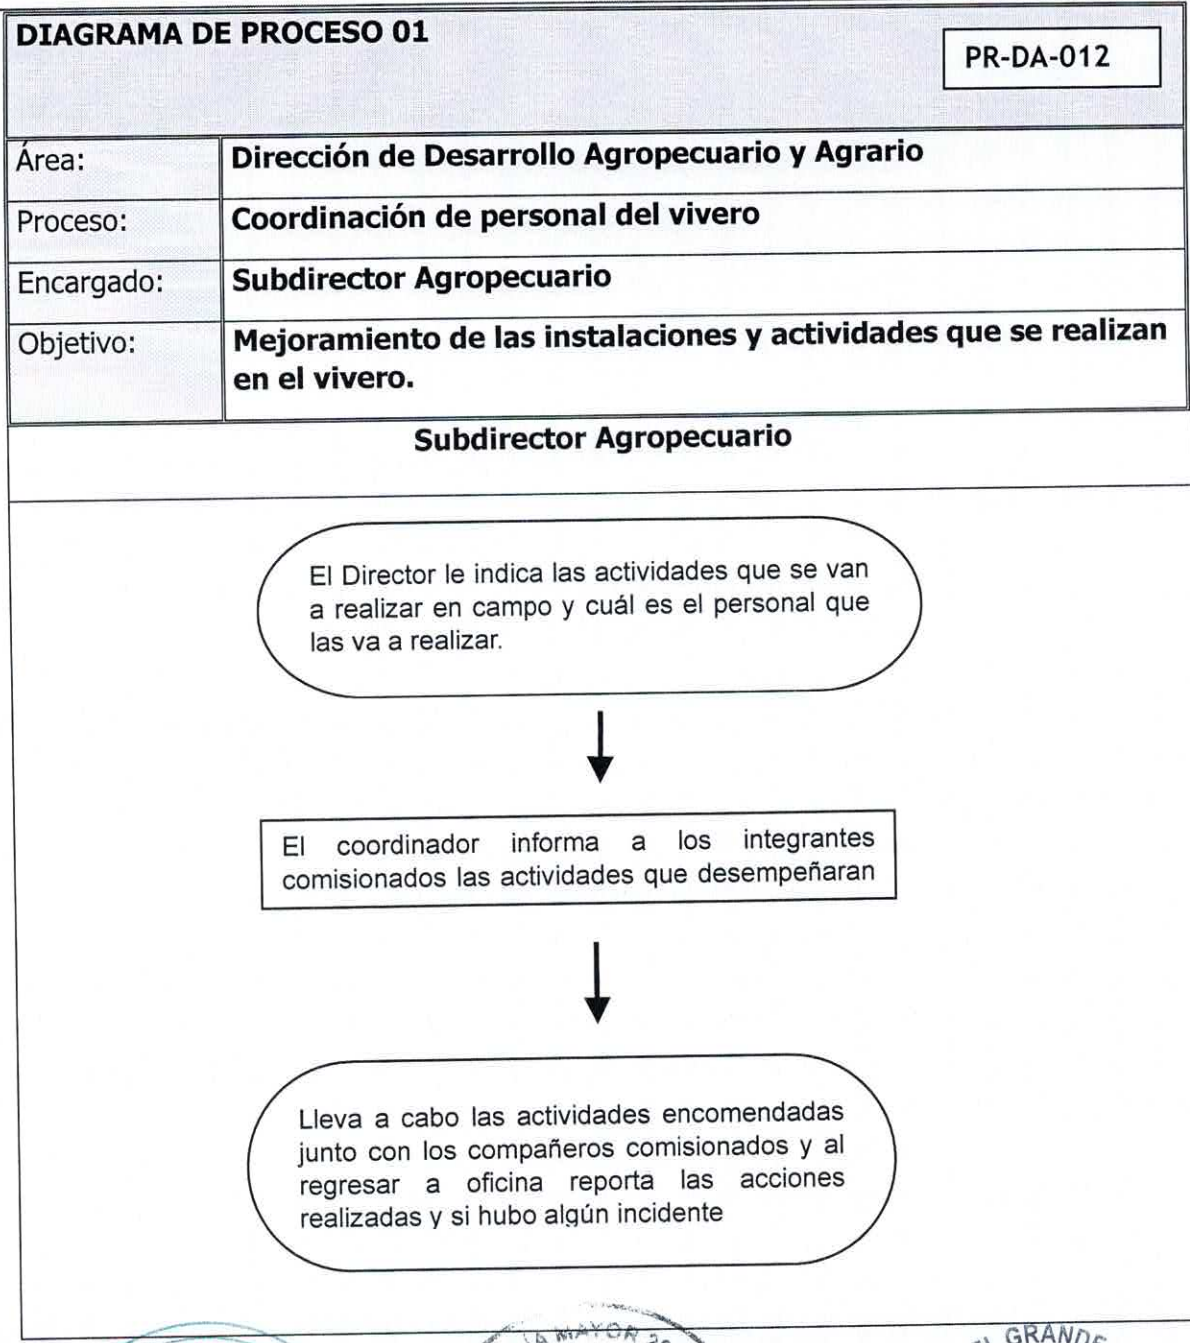 DIAGRAMA DE PROCESO 01
PR-DA-012
Área: Dirección de Desarrollo Agropecuario y Agrario
Proceso: Coordinación de personal del vivero
Encargado: Subdirector Agropecuario
Objetivo: Mejoramiento de las instalaciones y actividades que se realizan
en el vivero.
Subdirector Agropecuario
El Director le indica las actividades que se van
a realizar en campo y cuál es el personal que
las va a realizar.
El coordinador informa a los integrantes
comisionados las actividades que desempeñaran
Lleva a cabo las actividades encomendadas
junto con los compañeros comisionados y al
regresar a oficina reporta las acciones
realizadas y si hubo algún incidente
MAYOR
GRANDE